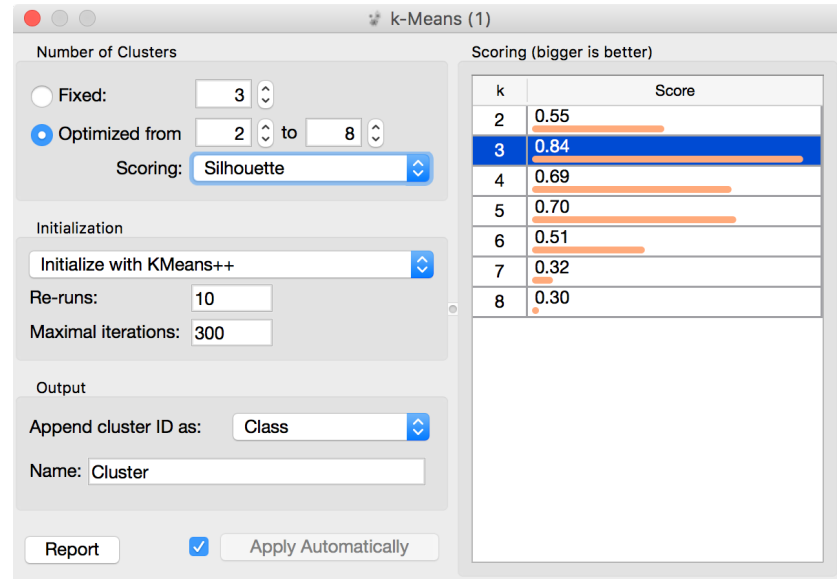 k-Means (1)
Number of Clusters
Fixed: 3
Optimized from 2 to 8
Scoring: Silhouette
Initialization
Initialize with KMeans++
Re-runs: 10
Maximal iterations: 300
Output
Append cluster ID as: Class
Name: Cluster
Report Apply Automatically
Scoring (bigger is better)
k Score
2 0.55
3 0.84
4 0.69
5 0.70
6 0.51
7 0.32
8 0.30